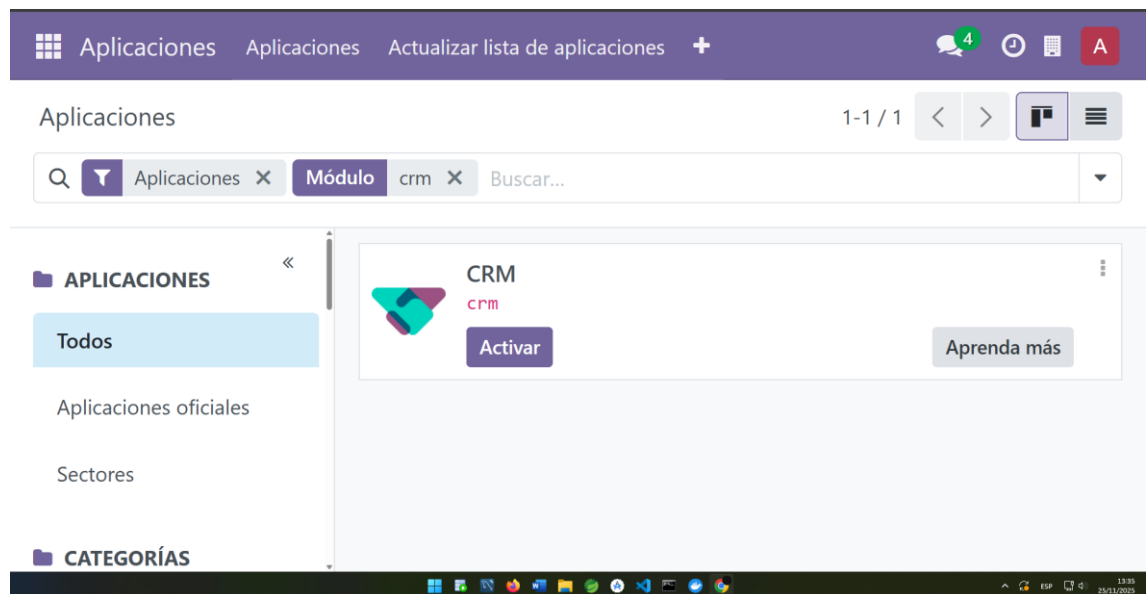 Aplicaciones Aplicaciones Actualizar lista de aplicaciones + 4 A
Aplicaciones 1-1 / 1
Aplicaciones Módulo crm Buscar...
APLICACIONES
Todos
Aplicaciones oficiales
Sectores
CATEGORÍAS
CRM
crm
Activar Aprenda más
ESP 13:35
25/11/2025